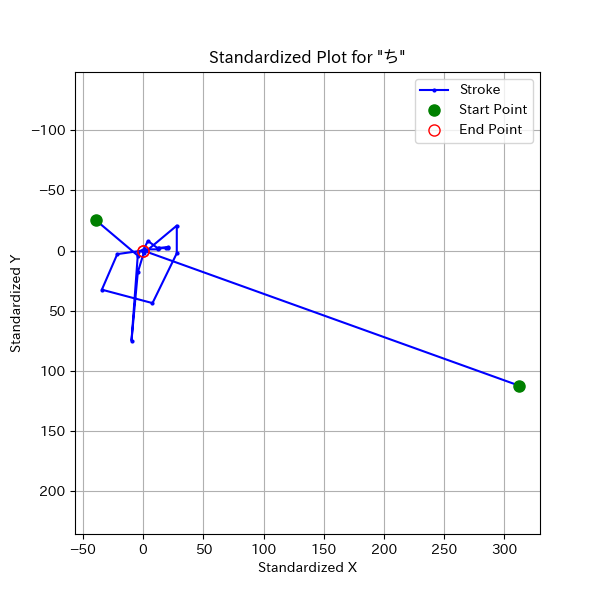 Standardized Plot for "ち"
Stroke
Start Point
End Point
−100
−50
0
50
100
150
200
Standardized Y
−50 0 50 100 150 200 250 300
Standardized X